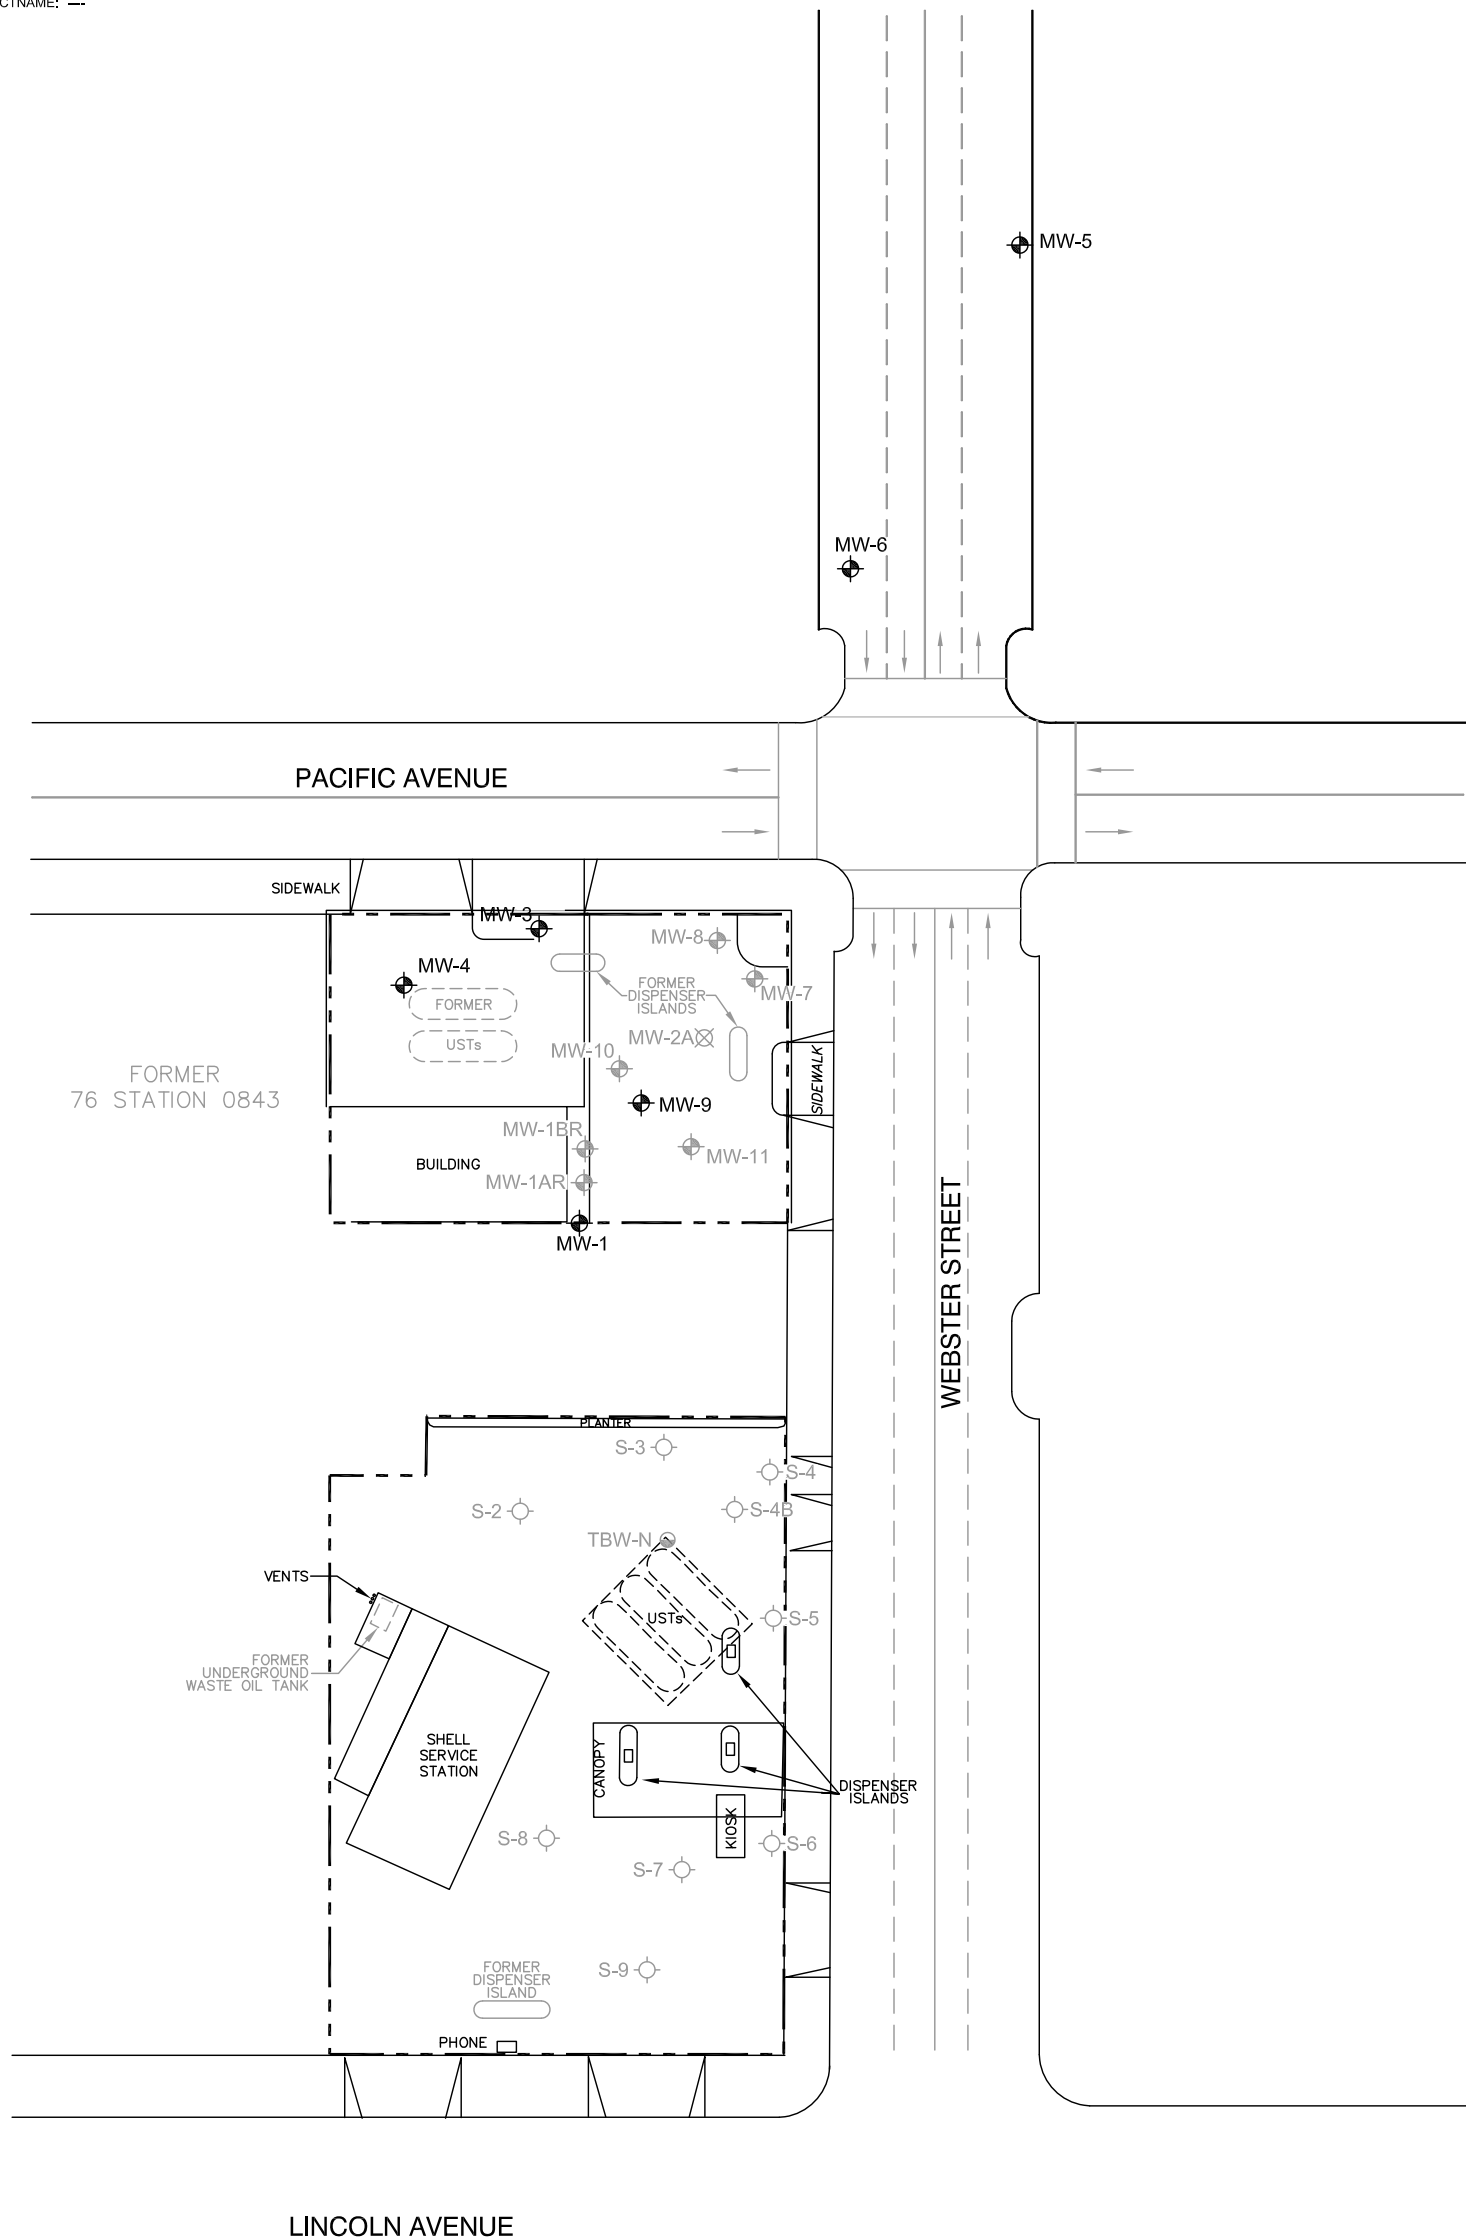 CTNAME: ---
MW-5
MW-6
PACIFIC AVENUE
SIDEWALK
MW-3
MW-8
MW-4
FORMER
DISPENSER
ISLANDS
MW-7
FORMER
USTs
MW-2A
MW-10
SIDEWALK
FORMER
76 STATION 0843
MW-9
MW-1BR
MW-11
BUILDING
MW-1AR
MW-1
WEBSTER STREET
PLANTER
S-3
S-4
S-2
S-4B
TBW-N
VENTS
USTs
S-5
FORMER
UNDERGROUND
WASTE OIL TANK
SHELL
SERVICE
STATION
CANOPY
DISPENSER
ISLANDS
KIOSK
S-8
S-6
S-7
S-9
FORMER
DISPENSER
ISLAND
PHONE
LINCOLN AVENUE